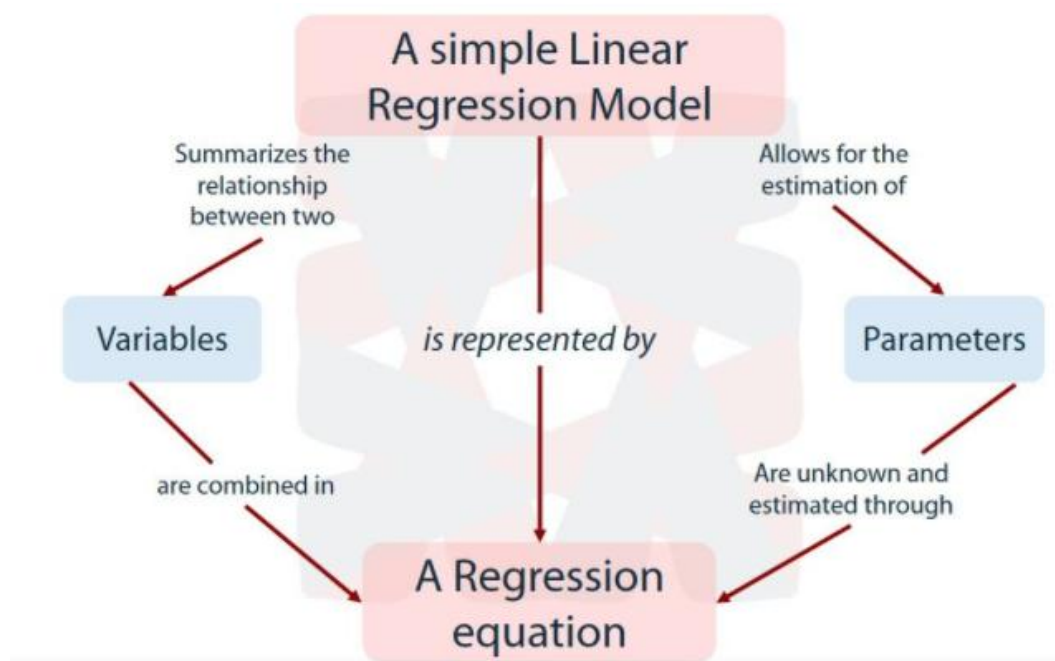 A simple Linear
Regression Model
Summarizes the
relationship
between two
Allows for the
estimation of
Variables
is represented by
Parameters
are combined in
Are unknown and
estimated through
A Regression
equation